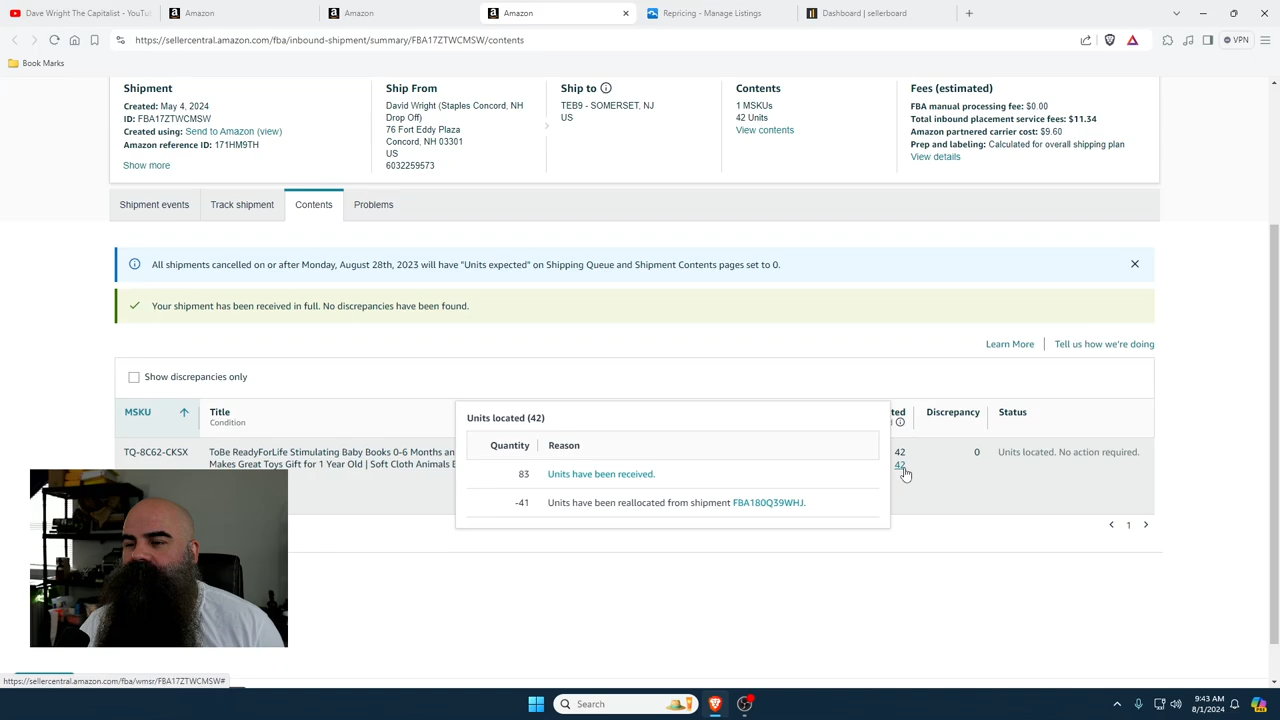 Dave Wright The Capitalist - YouTu
Amazon
Amazon
Amazon
Repricing - Manage Listings
Dashboard | sellerboard
https://sellercentral.amazon.com/fba/inbound-shipment/summary/FBA17ZTWCMSW/contents
VPN
Book Marks
Shipment
Created: May 4, 2024
ID: FBA17ZTWCMSW
Created using: Send to Amazon (view)
Amazon reference ID: 171HM9TH
Show more
Ship From
David Wright (Staples Concord, NH
Drop Off)
76 Fort Eddy Plaza
Concord, NH 03301
US
6032259573
Ship to
TEB9 - SOMERSET, NJ
US
Contents
1 MSKUs
42 Units
View contents
Fees (estimated)
FBA manual processing fee: $0.00
Total inbound placement service fees: $11.34
Amazon partnered carrier cost: $9.60
Prep and labeling: Calculated for overall shipping plan
View details
Shipment events
Track shipment
Contents
Problems
All shipments cancelled on or after Monday, August 28th, 2023 will have "Units expected" on Shipping Queue and Shipment Contents pages set to 0.
Your shipment has been received in full. No discrepancies have been found.
Learn More
Tell us how we're doing
Show discrepancies only
MSKU
Title
Condition
ted
Discrepancy
Status
TQ-8C62-CKSX
ToBe ReadyForLife Stimulating Baby Books 0-6 Months an
Makes Great Toys Gift for 1 Year Old | Soft Cloth Animals B
42
42
0
Units located. No action required.
Units located (42)
Quantity
Reason
83
Units have been received.
-41
Units have been reallocated from shipment FBA180Q39WHJ.
1
https://sellercentral.amazon.com/fba/wmsr/FBA17ZTWCMSW#
Search
9:43 AM
8/1/2024